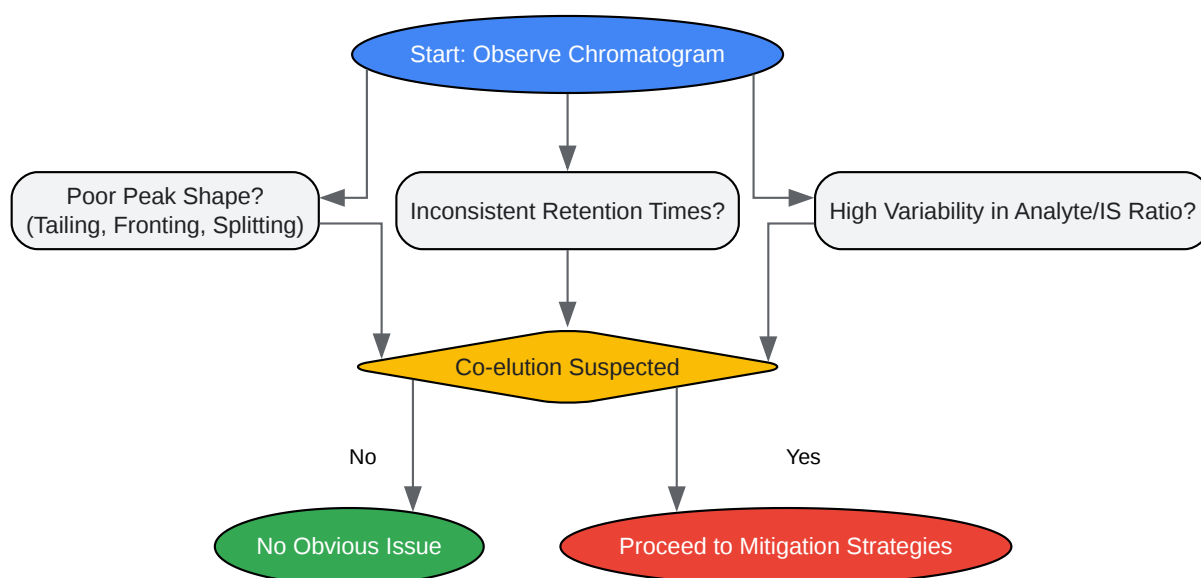 Start: Observe Chromatogram
Poor Peak Shape?
(Tailing, Fronting, Splitting)
Inconsistent Retention Times?
High Variability in Analyte/IS Ratio?
Co-elution Suspected
No
Yes
No Obvious Issue
Proceed to Mitigation Strategies